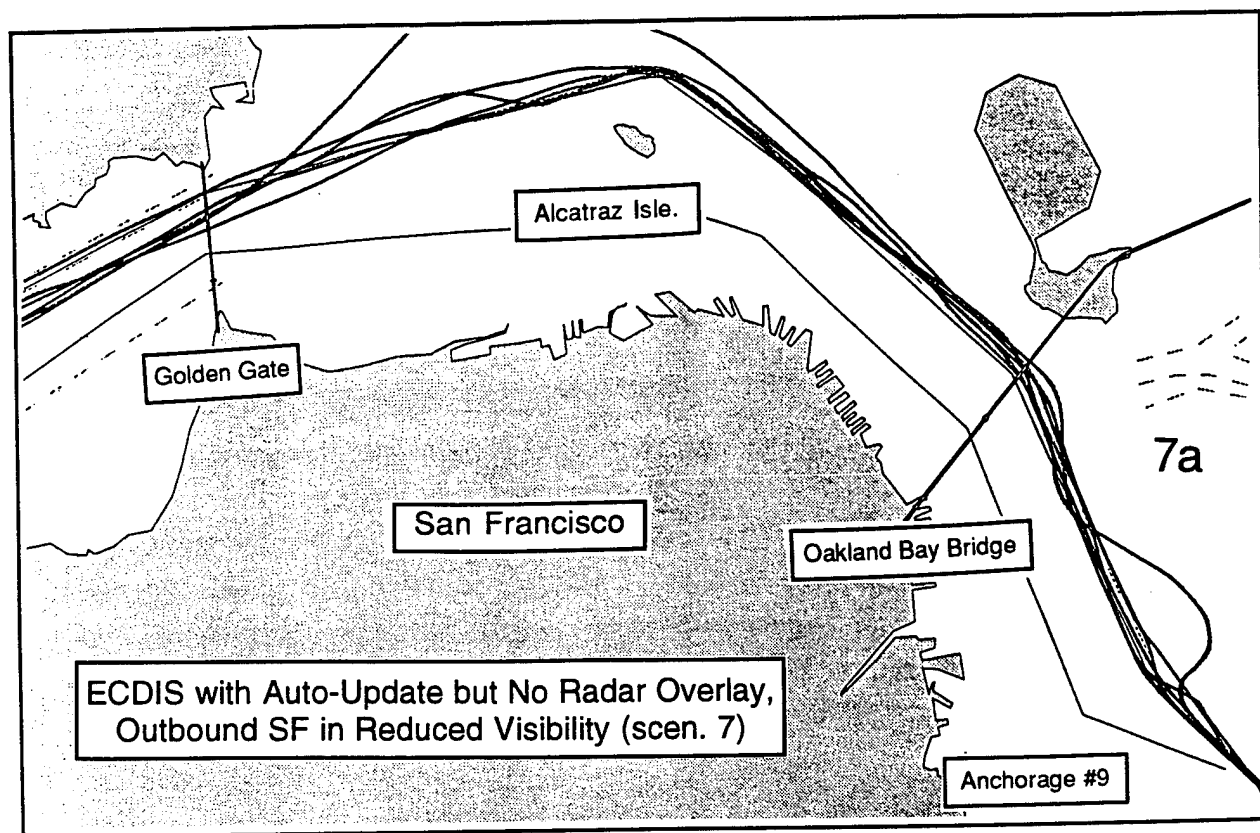 Alcatraz Isle.
Golden Gate
7a
San Francisco
Oakland Bay Bridge
ECDIS with Auto-Update but No Radar Overlay,
Outbound SF in Reduced Visibility (scen. 7)
Anchorage #9